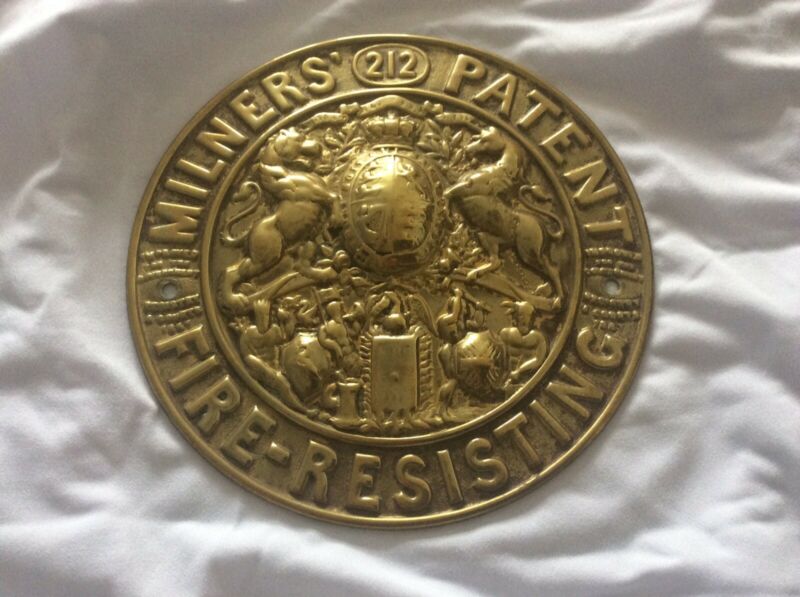 MILNERS' 212 PATENT
FIRE-RESISTING